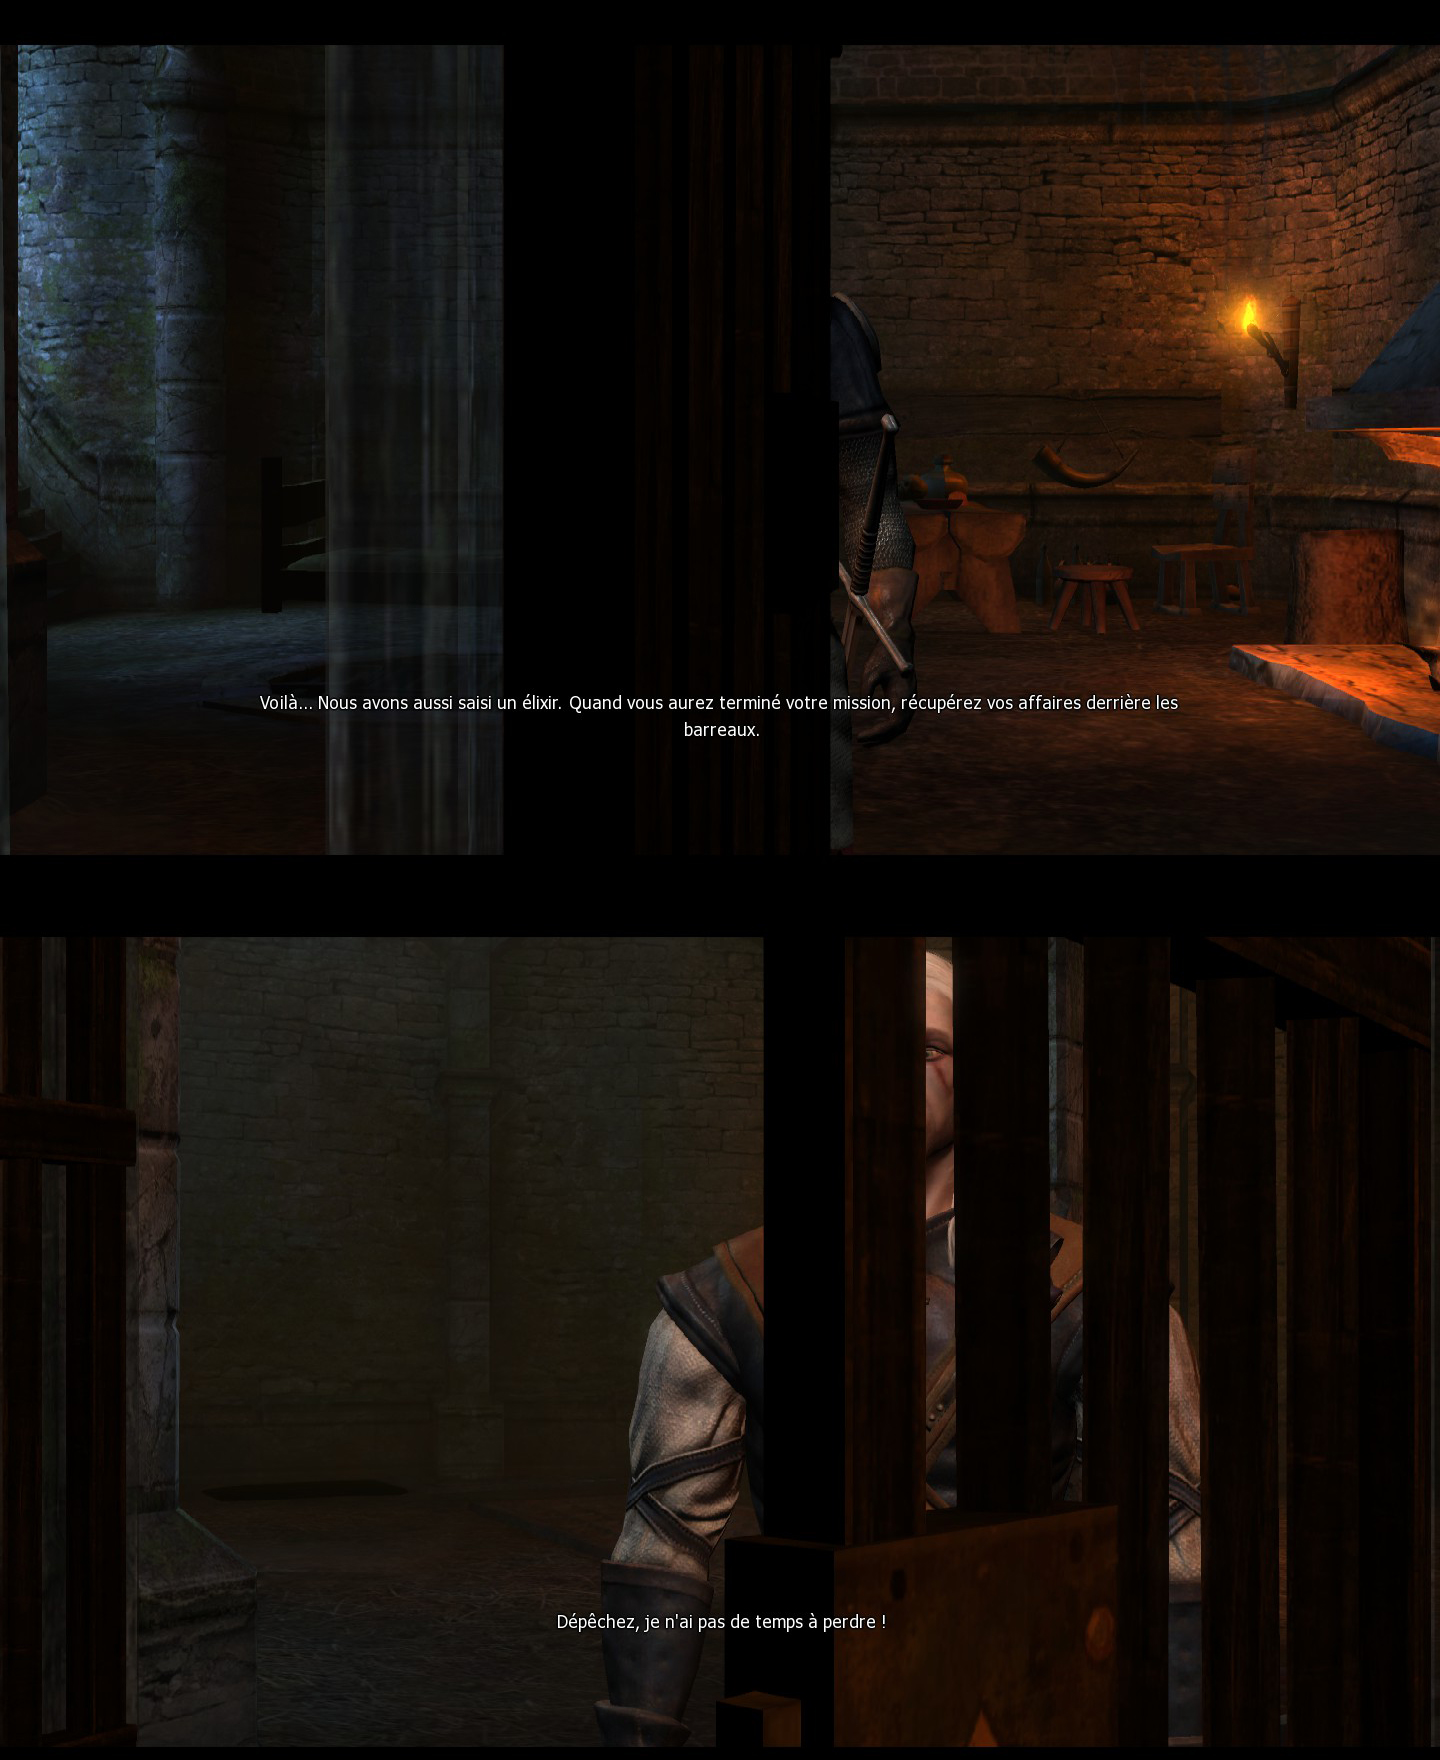 Voilà... Nous avons aussi saisi un élixir. Quand vous aurez terminé votre mission, récupérez vos affaires derrière les
barreaux.
Dépêchez, je n'ai pas de temps à perdre !